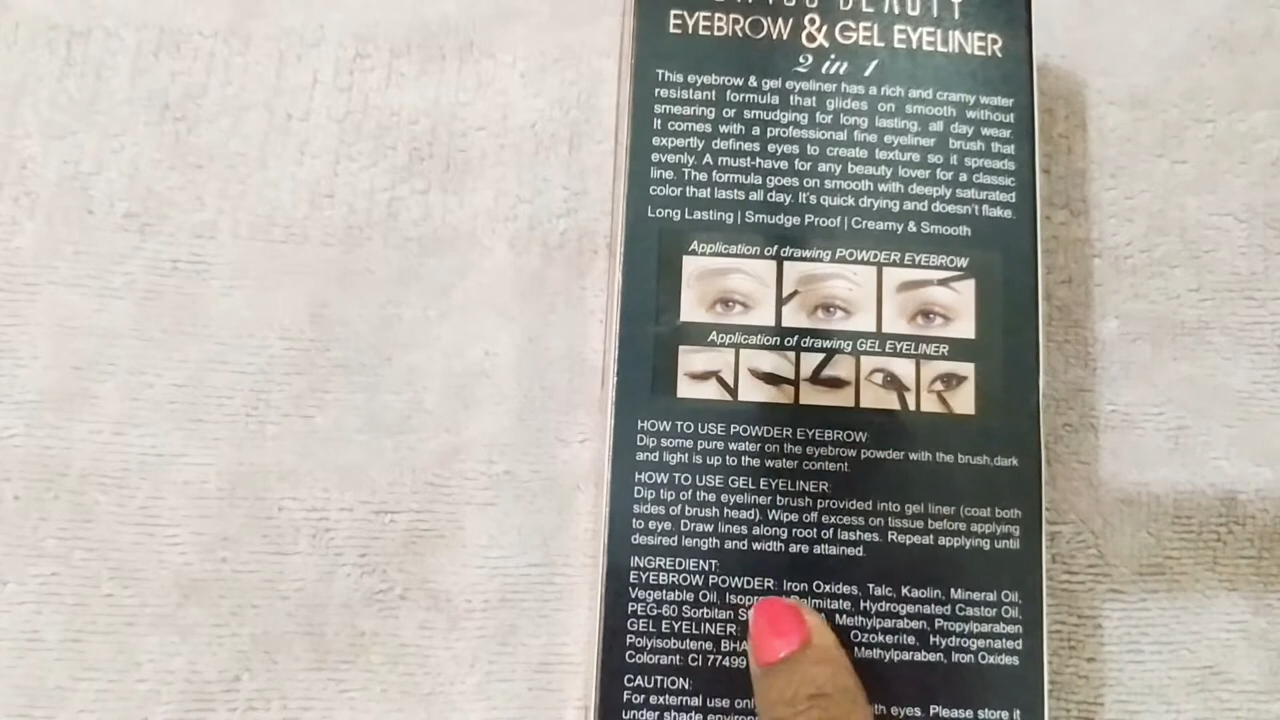 BEAUTY
EYEBROW & GEL EYELINER
2 in 1
This eyebrow & gel eyeliner has a rich and cramy water
resistant formula that glides on smooth without
smearing or smudging for long lasting, all day wear.
It comes with a professional fine eyeliner brush that
expertly defines eyes to create texture so it spreads
evenly. A must-have for any beauty lover for a classic
line. The formula goes on smooth with deeply saturated
color that lasts all day. It's quick drying and doesn't flake.
Long Lasting | Smudge Proof | Creamy & Smooth
Application of drawing POWDER EYEBROW
Application of drawing GEL EYELINER
HOW TO USE POWDER EYEBROW:
Dip some pure water on the eyebrow powder with the brush,dark
and light is up to the water content.
HOW TO USE GEL EYELINER:
Dip tip of the eyeliner brush provided into gel liner (coat both
sides of brush head). Wipe off excess on tissue before applying
to eye. Draw lines along root of lashes. Repeat applying until
desired length and width are attained.
INGREDIENT:
EYEBROW POWDER: Iron Oxides, Talc, Kaolin, Mineral Oil,
Vegetable Oil, Palmitate, Hydrogenated Castor Oil,
PEG-60 Sorbitan Methylparaben, Propylparaben
GEL EYELINER: Ozokerite, Hydrogenated
Polyisobutene, BHA Methylparaben, Iron Oxides
Colorant: CI 77499
CAUTION:
For external use with eyes. Please store it
under shade